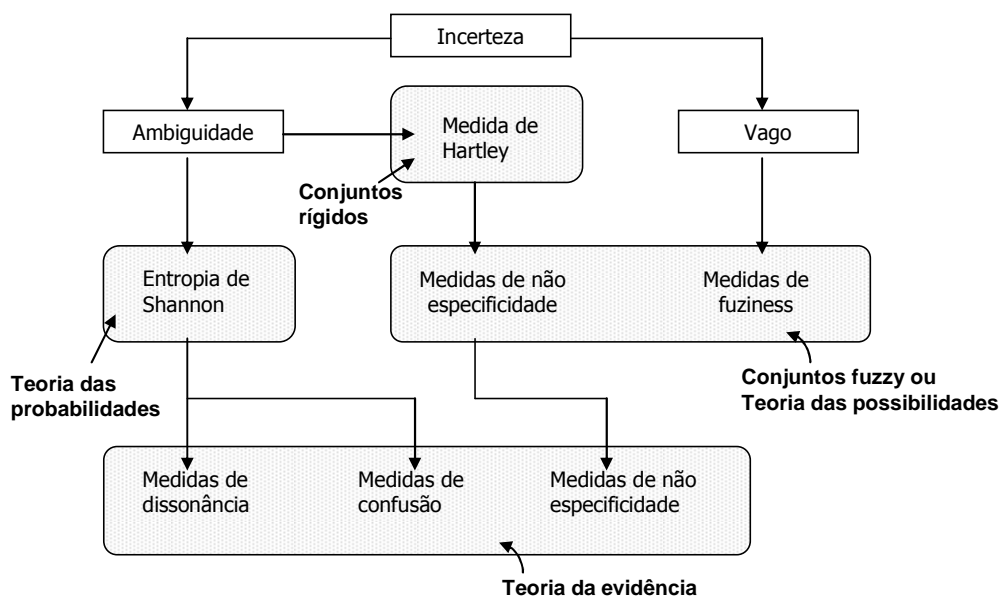 Incerteza
Ambiguidade
Medida de
Hartley
Vago
Conjuntos
rígidos
Entropia de
Shannon
Medidas de não
especificidade
Medidas de
fuziness
Teoria das
probabilidades
Conjuntos fuzzy ou
Teoria das possibilidades
Medidas de
dissonância
Medidas de
confusão
Medidas de não
especificidade
Teoria da evidência